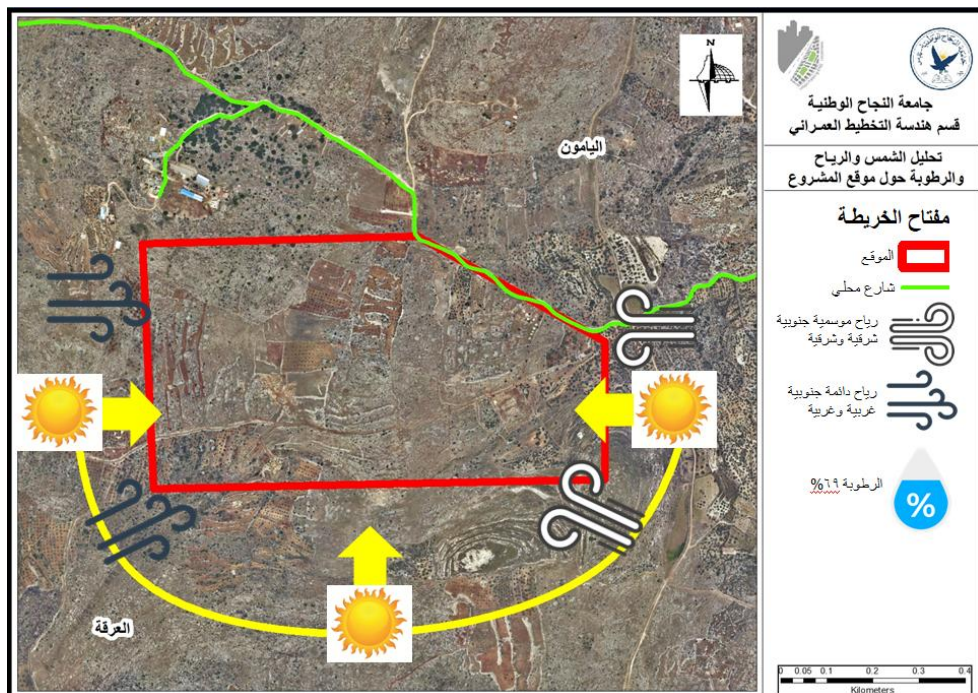 N
اليامون
العرقة
جامعة النجاح الوطنية
قسم هندسة التخطيط العمراني
تحليل الشمس والرياح
والرطوبة حول موقع المشروع
مفتاح الخريطة
الموقع
شارع محلي
رياح موسمية جنوبية
شرقية وشرقية
رياح دائمة جنوبية
غربية وغربية
الرطوبة ٦٩%
%
0 0.05 0.1 0.2 0.3 0.4
Kilometers